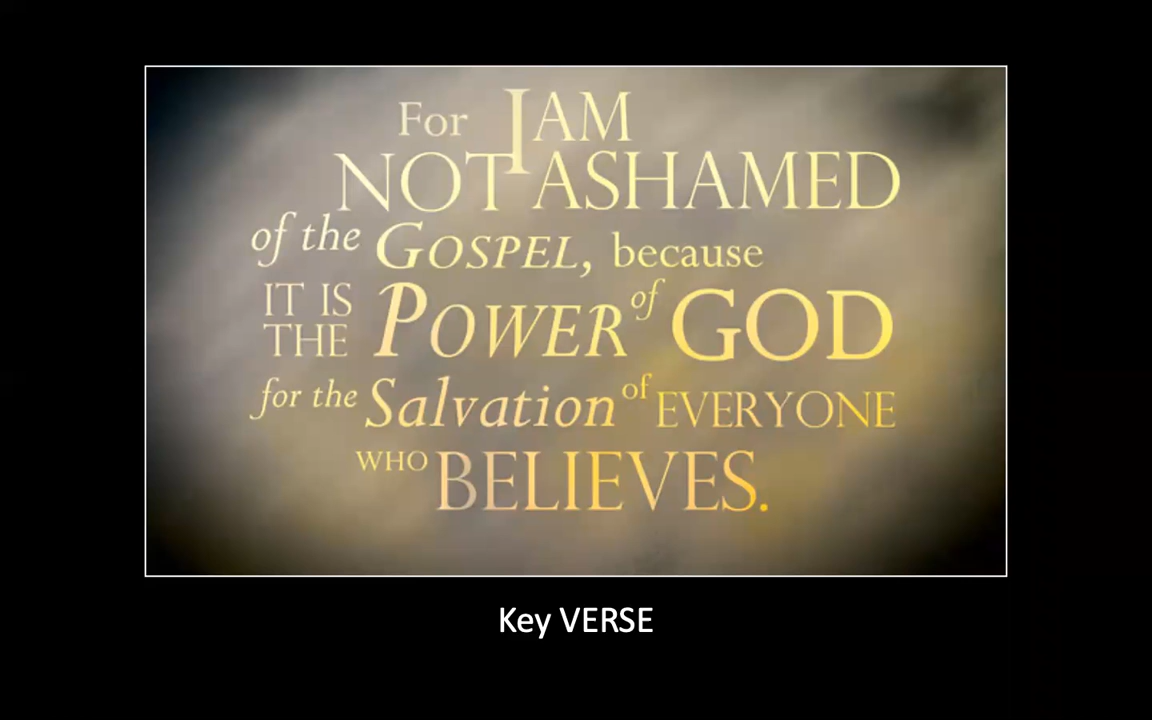 For I AM
NOT ASHAMED
of the GOSPEL, because
IT IS THE POWER of GOD
for the Salvation of EVERYONE
WHO BELIEVES.
Key VERSE